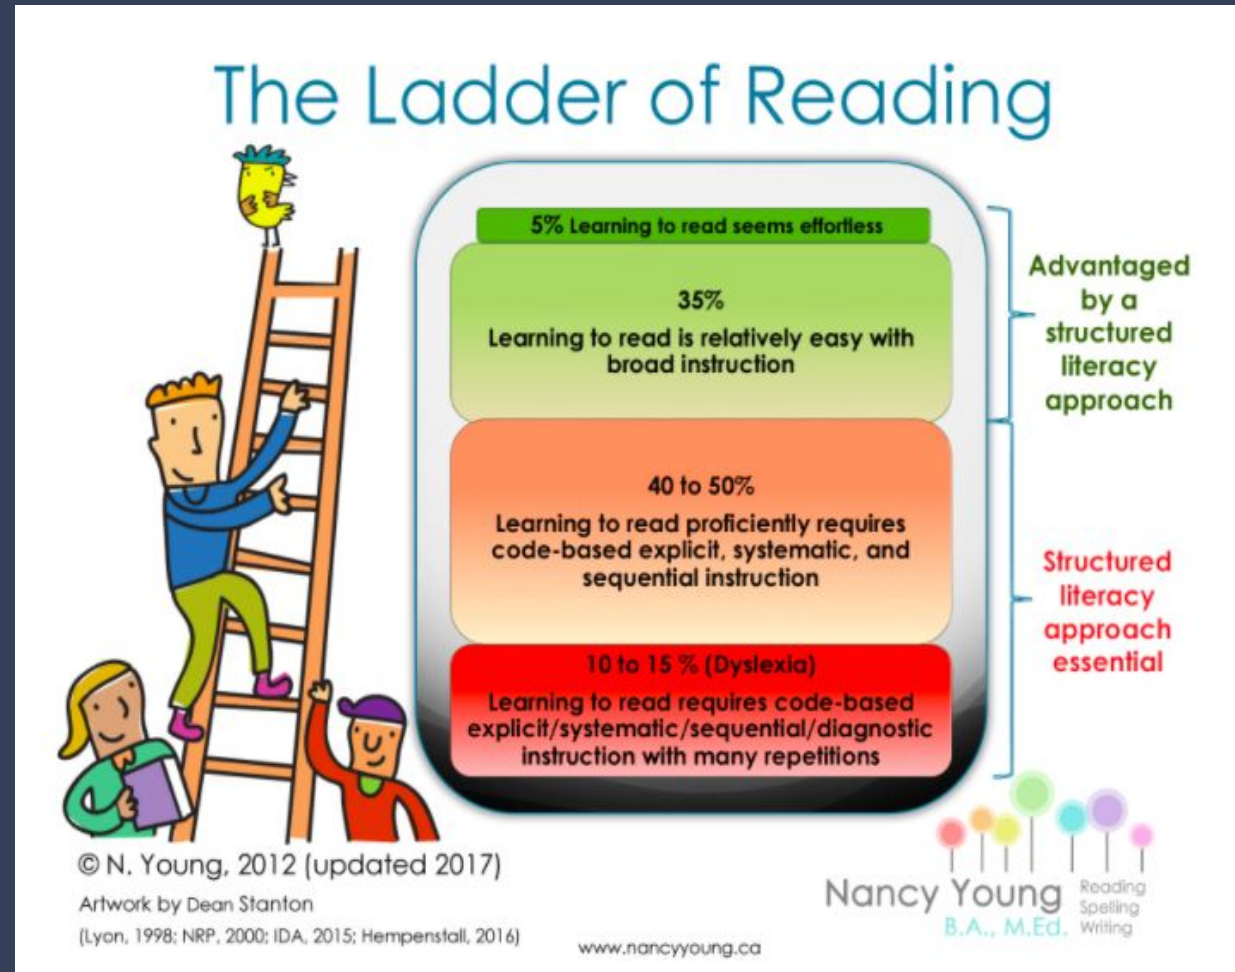 The Ladder of Reading
5% Learning to read seems effortless
35%
Learning to read is relatively easy with
broad instruction
40 to 50%
Learning to read proficiently requires
code-based explicit, systematic, and
sequential instruction
10 to 15 % (Dyslexia)
Learning to read requires code-based
explicit/systematic/sequential/diagnostic
instruction with many repetitions
Advantaged
by a
structured
literacy
approach
Structured
literacy
approach
essential
© N. Young, 2012 (updated 2017)
Artwork by Dean Stanton
(Lyon, 1998; NRP, 2000; IDA, 2015; Hempenstall, 2016)
www.nancyyoung.ca
Nancy Young
B.A., M.Ed.
Reading
Spelling
Writing